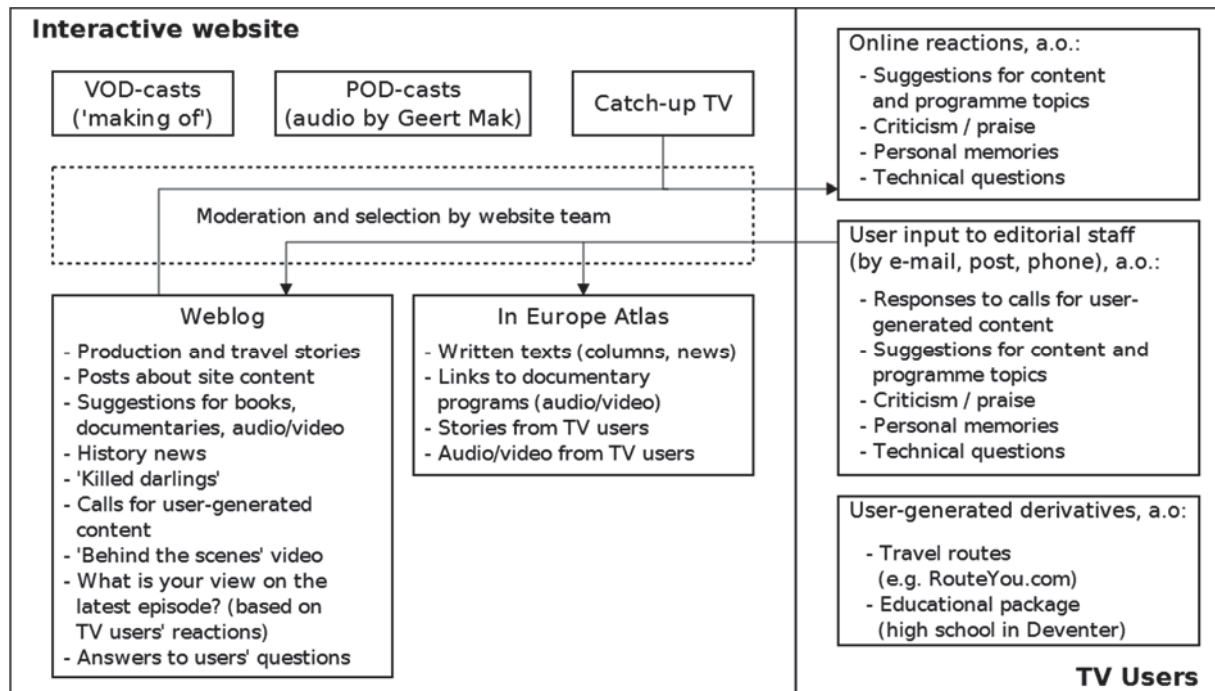 Interactive website
VOD-casts
('making of')
POD-casts
(audio by Geert Mak)
Catch-up TV
Moderation and selection by website team
Weblog
- Production and travel stories
- Posts about site content
- Suggestions for books,
documentaries, audio/video
- History news
- 'Killed darlings'
- Calls for user-generated
content
- 'Behind the scenes' video
- What is your view on the
latest episode? (based on
TV users' reactions)
- Answers to users' questions
In Europe Atlas
- Written texts (columns, news)
- Links to documentary
programs (audio/video)
- Stories from TV users
- Audio/video from TV users
Online reactions, a.o.:
- Suggestions for content
and programme topics
- Criticism / praise
- Personal memories
- Technical questions
User input to editorial staff
(by e-mail, post, phone), a.o.:
- Responses to calls for user-
generated content
- Suggestions for content and
programme topics
- Criticism / praise
- Personal memories
- Technical questions
User-generated derivatives, a.o:
- Travel routes
(e.g. RouteYou.com)
- Educational package
(high school in Deventer)
TV Users